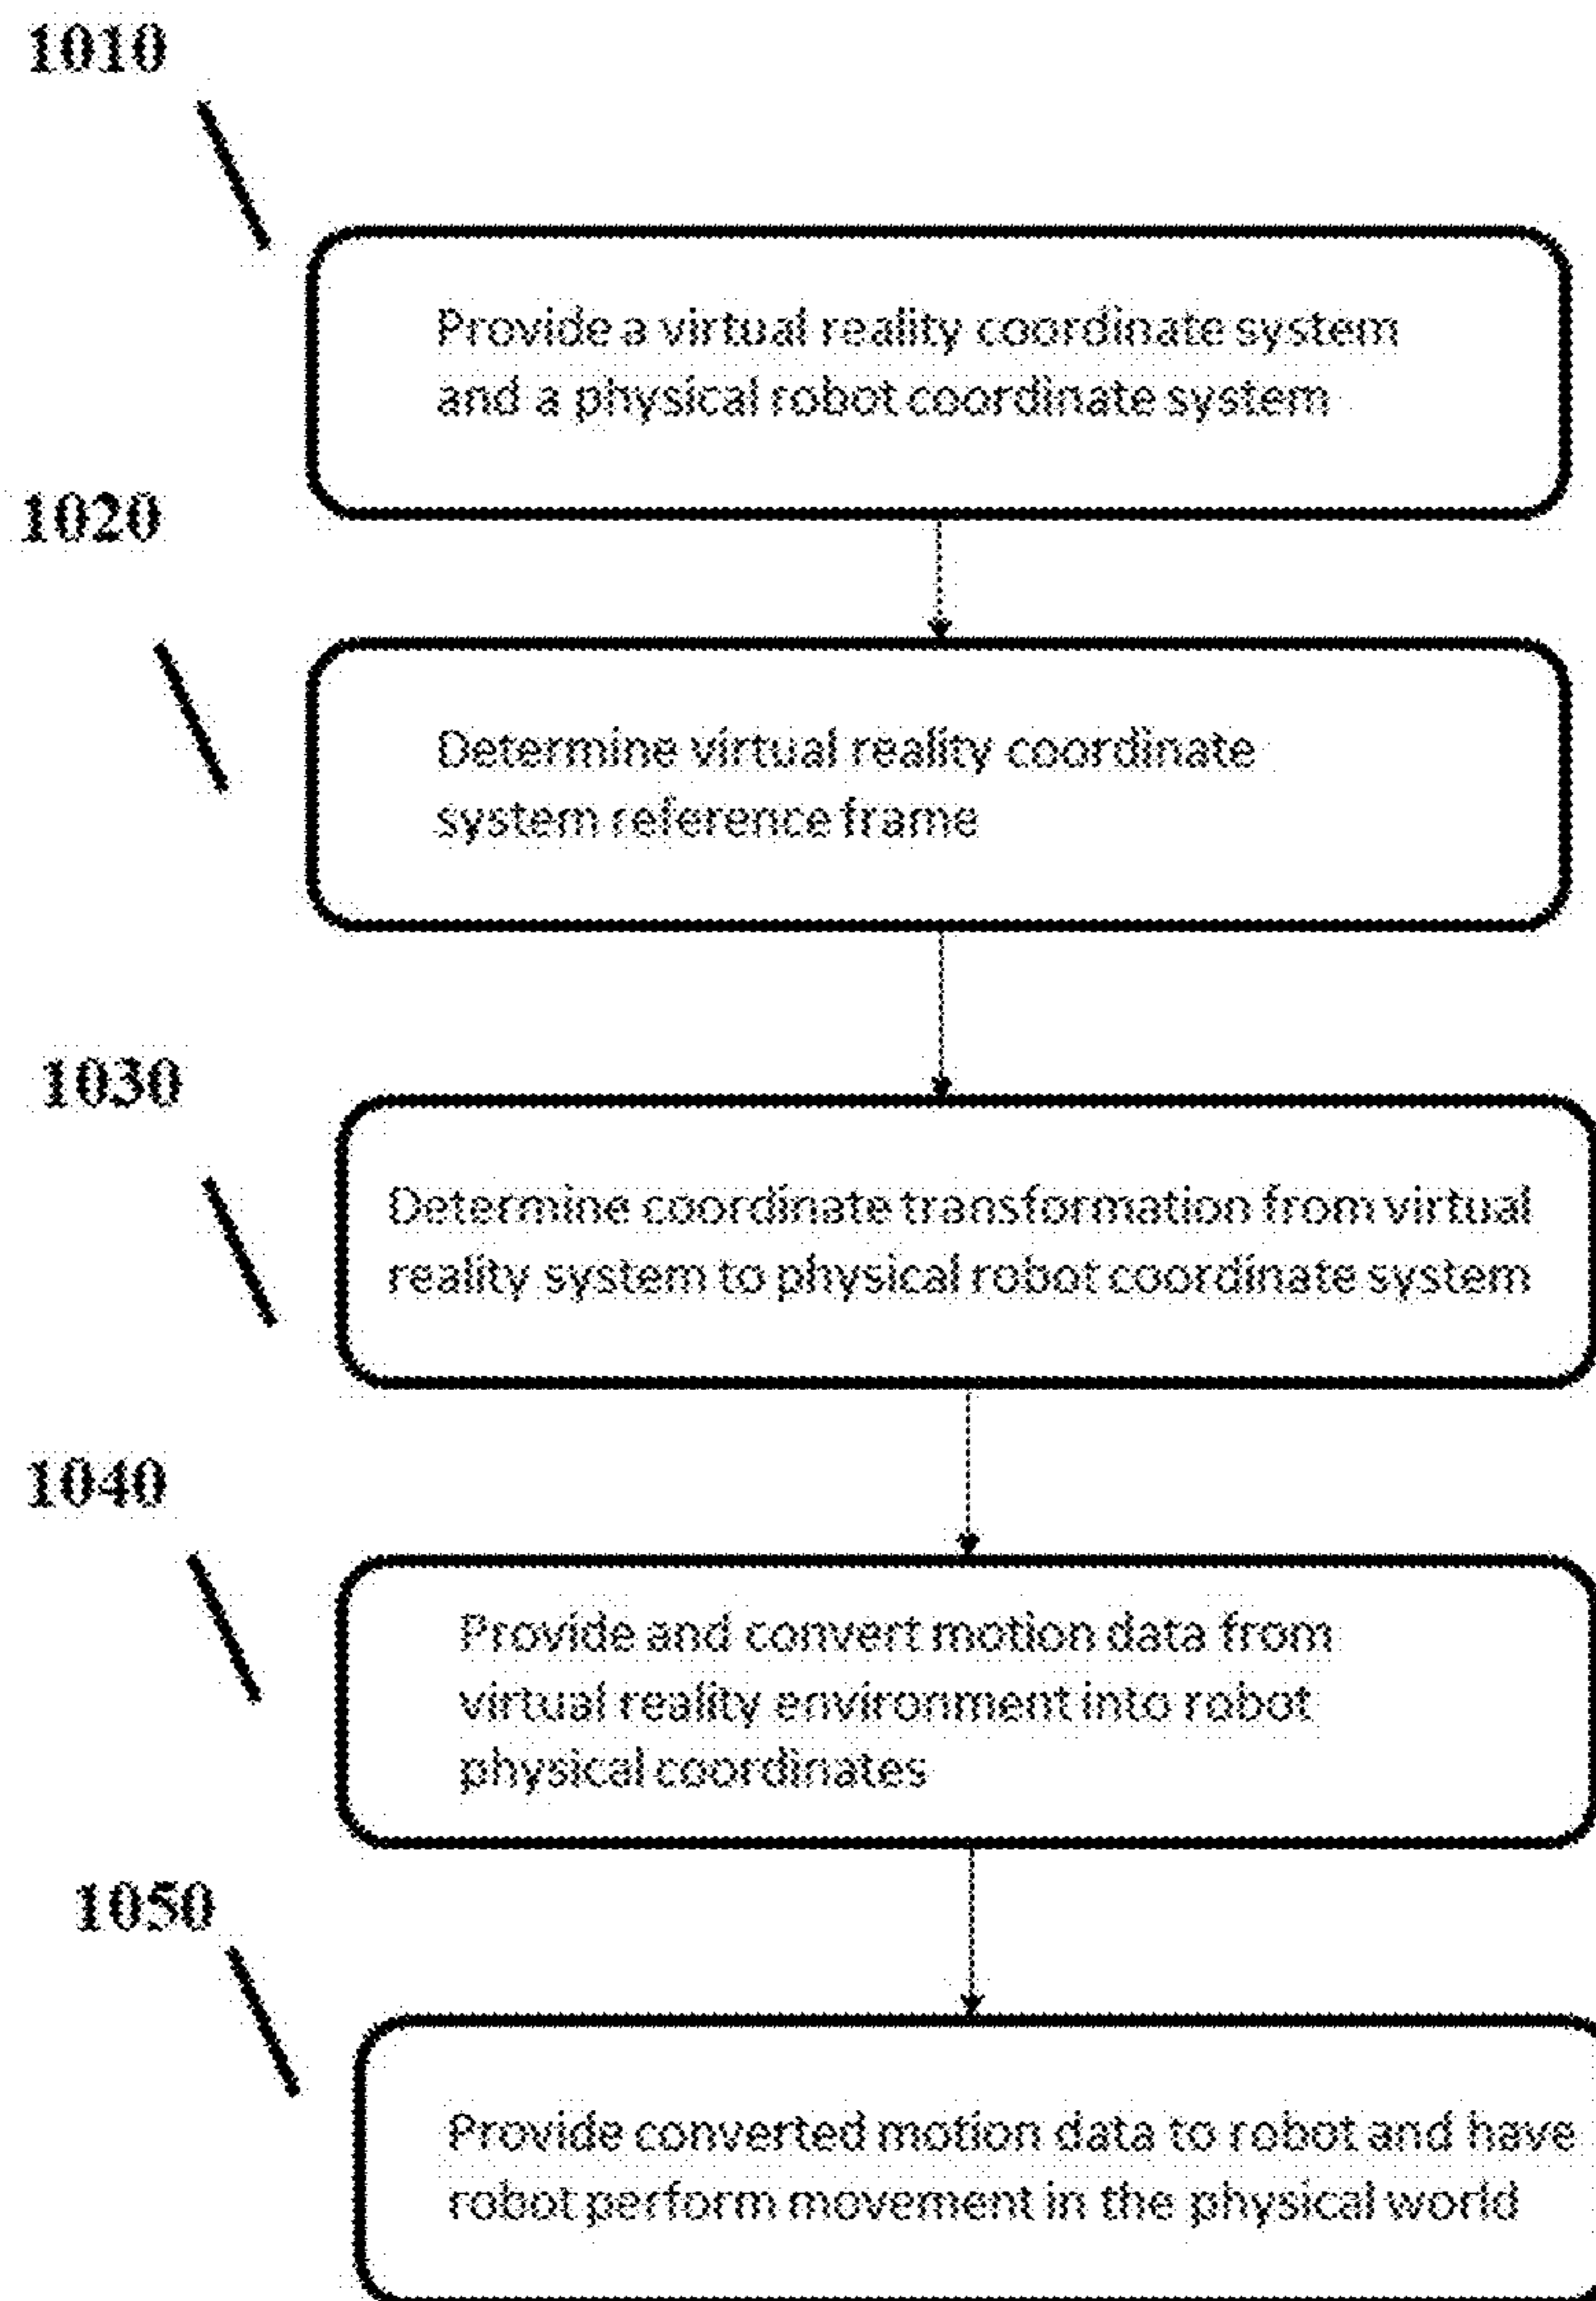 1010
Provide a virtual reality coordinate system
and a physical robot coordinate system
1020
Determine virtual reality coordinate
system reference frame
1030
Determine coordinate transformation from virtual
reality system to physical robot coordinate system
1040
Provide and convert motion data from
virtual reality environment into robot
physical coordinates
1050
Provide converted motion data to robot and have
robot perform movement in the physical world